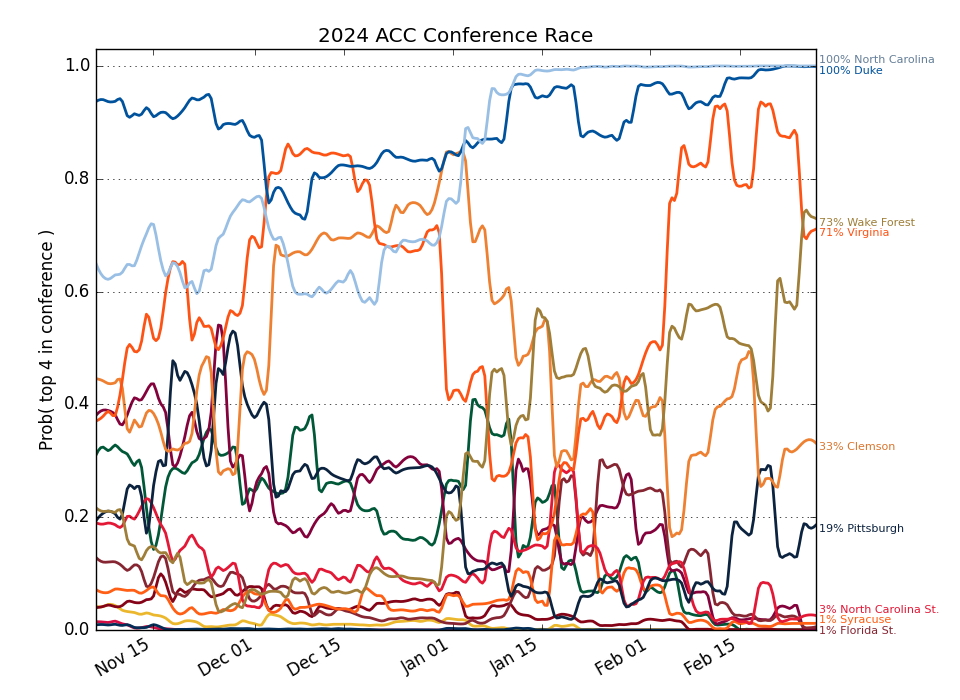 2024 ACC Conference Race
Prob( top 4 in conference )
1.0
0.8
0.6
0.4
0.2
0.0
Nov 15
Dec 01
Dec 15
Jan 01
Jan 15
Feb 01
Feb 15
100% North Carolina
100% Duke
73% Wake Forest
71% Virginia
33% Clemson
19% Pittsburgh
3% North Carolina St.
1% Syracuse
1% Florida St.